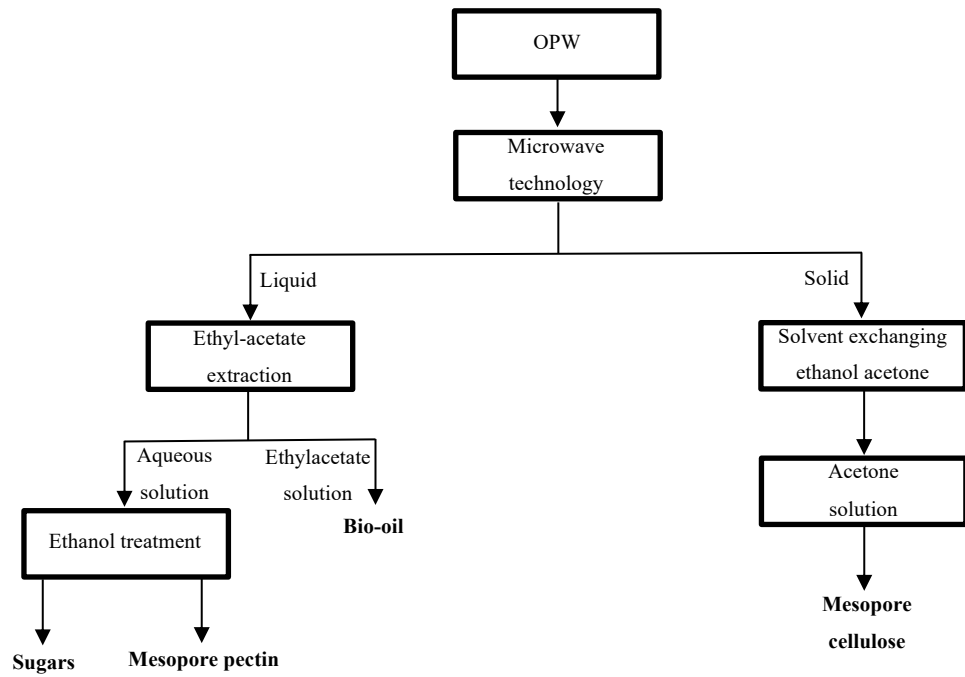 OPW
Microwave
technology
Liquid
Solid
Ethyl-acetate
extraction
Solvent exchanging
ethanol acetone
Aqueous
solution
Ethylacetate
solution
Acetone
solution
Bio-oil
Ethanol treatment
Mesopore
cellulose
Sugars
Mesopore pectin